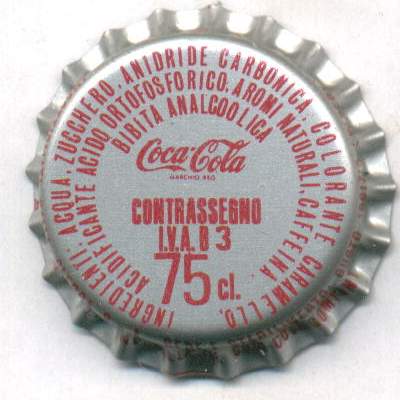 INGREDIENTI: ACQUA, ZUCCHERO, ANIDRIDE CARBONICA, COLORANTE CARAMELLO,
ACIDIFICANTE ACIDO ORTOFOSFORICO, AROMI NATURALI, CAFFEINA
BIBITA ANALCOOLICA
Coca-Cola
MARCHIO REG.
CONTRASSEGNO
I.V.A. B 3
75 cl.